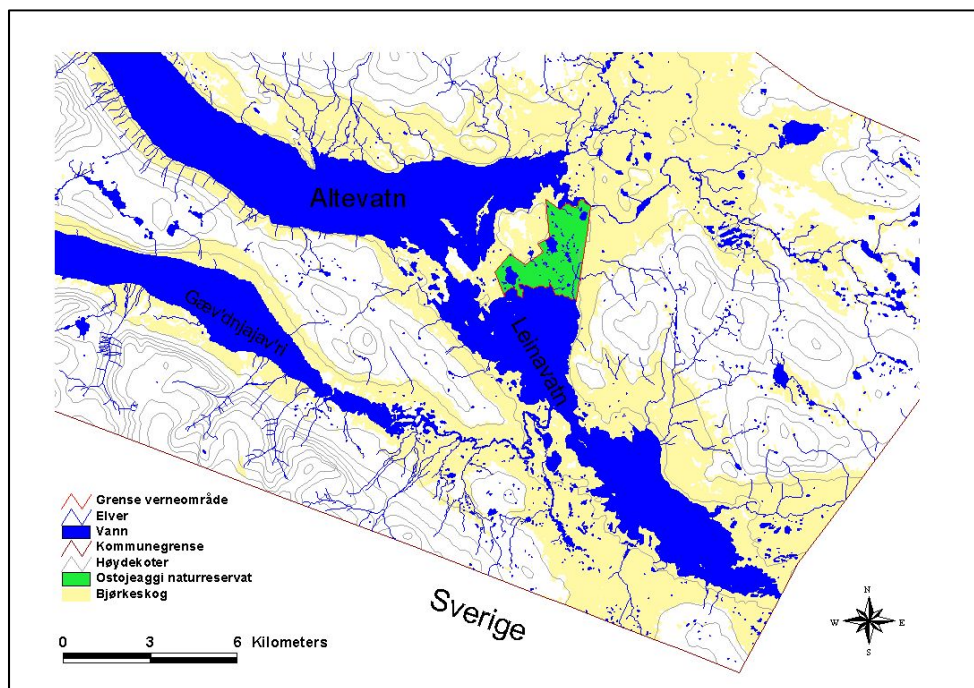 Altevatn
Gæv'dnjajav'ri
Leinavatn
Grense verneområde
Elver
Vann
Kommunegrense
Høydekoter
Ostojeaggi naturreservat
Bjørkeskog
Sverige
0 3 6 Kilometers
N
W E
S